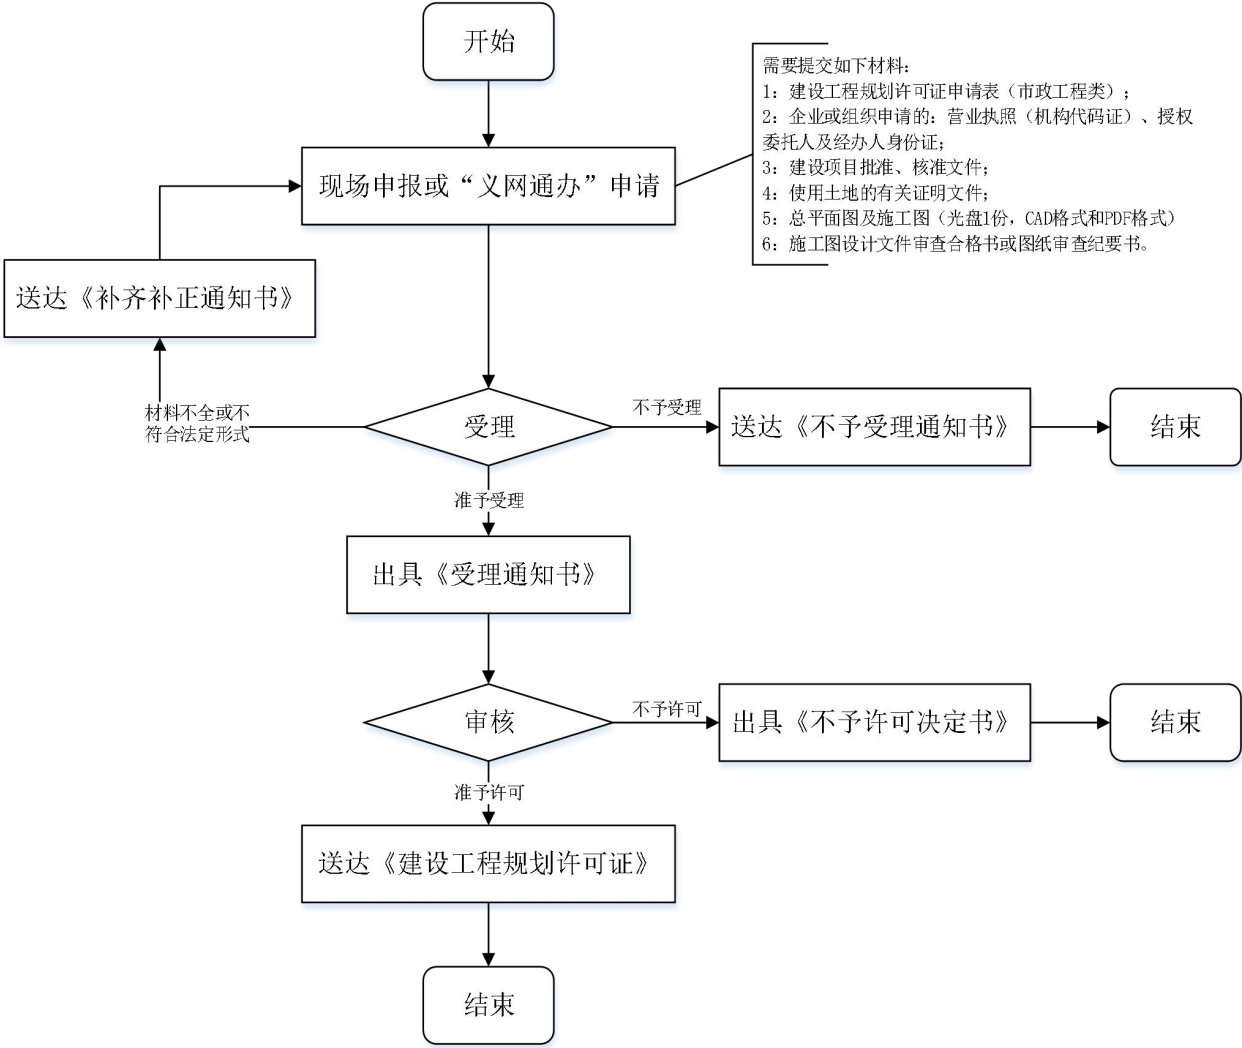 开始
需要提交如下材料：
1：建设工程规划许可证申请表（市政工程类）；
2：企业或组织申请的：营业执照（机构代码证）、授权
委托人及经办人身份证；
3：建设项目批准、核准文件；
4：使用土地的有关证明文件；
5：总平面图及施工图（光盘1份，CAD格式和PDF格式）
6：施工图设计文件审查合格书或图纸审查纪要书。
现场申报或“义网通办”申请
送达《补齐补正通知书》
材料不全或不
符合法定形式
受理
不予受理
送达《不予受理通知书》
结束
准予受理
出具《受理通知书》
审核
不予许可
出具《不予许可决定书》
结束
准予许可
送达《建设工程规划许可证》
结束